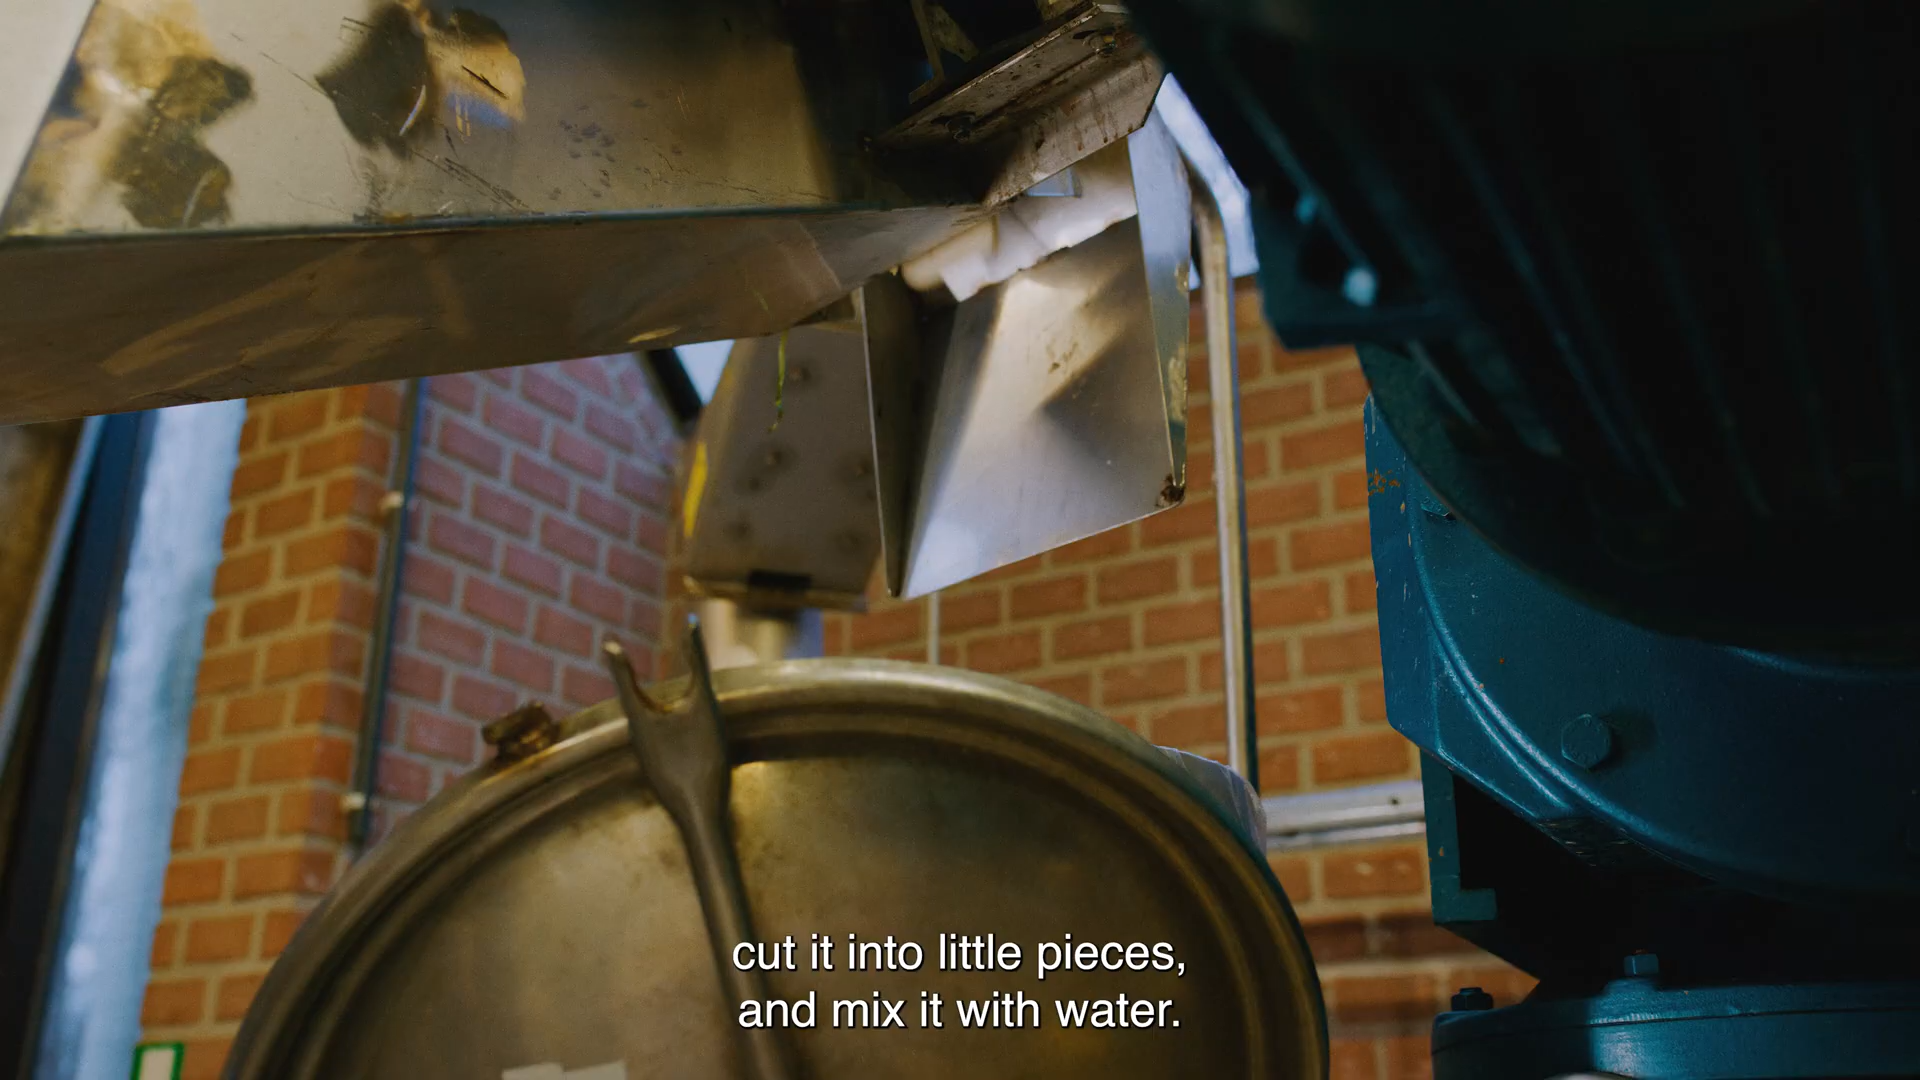 cut it into little pieces,
and mix it with water.